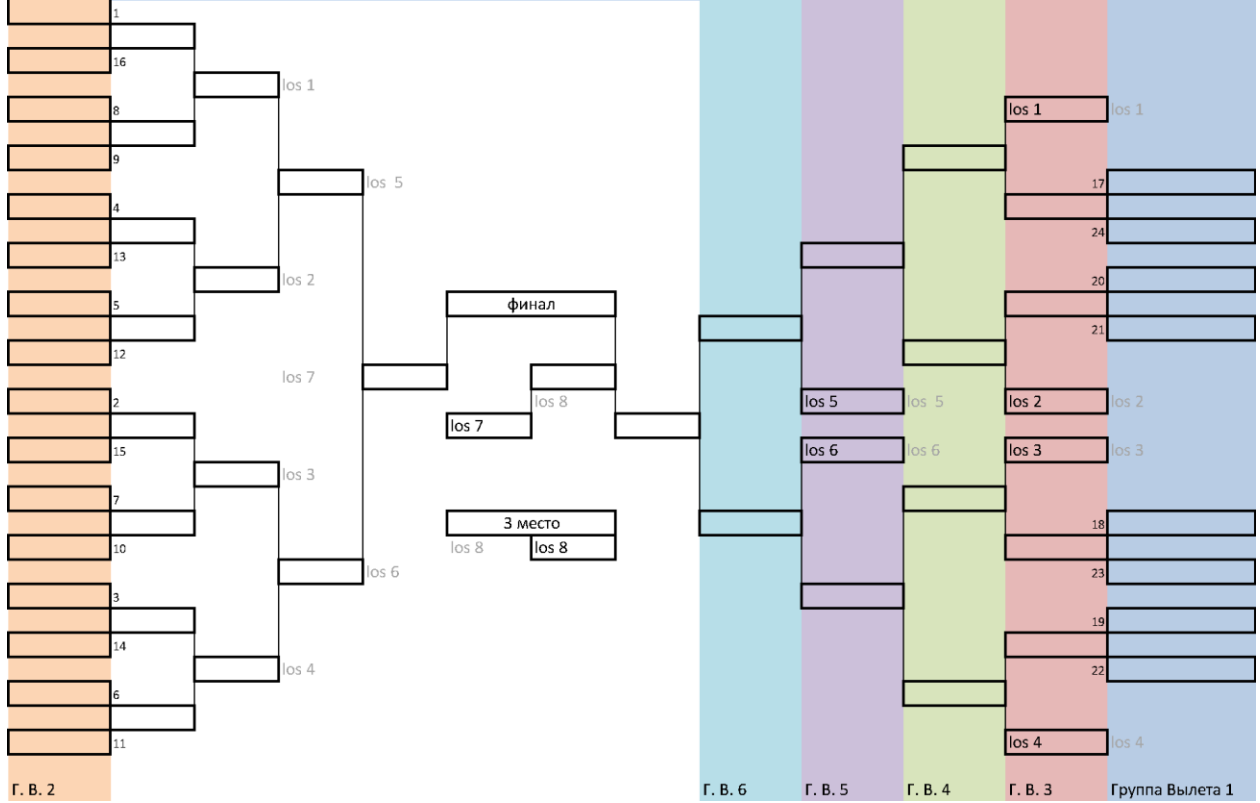 1
16
los 1
8
los 1
los 1
9
los 5
17
4
24
13
los 2
20
5
финал
21
12
los 7
2
los 8
los 5
los 5
los 2
los 2
los 7
15
los 6
los 6
los 3
los 3
los 3
7
3 место
18
10
los 8
los 8
los 6
23
3
19
14
los 4
22
6
11
los 4
los 4
Г. В. 2
Г. В. 6
Г. В. 5
Г. В. 4
Г. В. 3
Группа Вылета 1